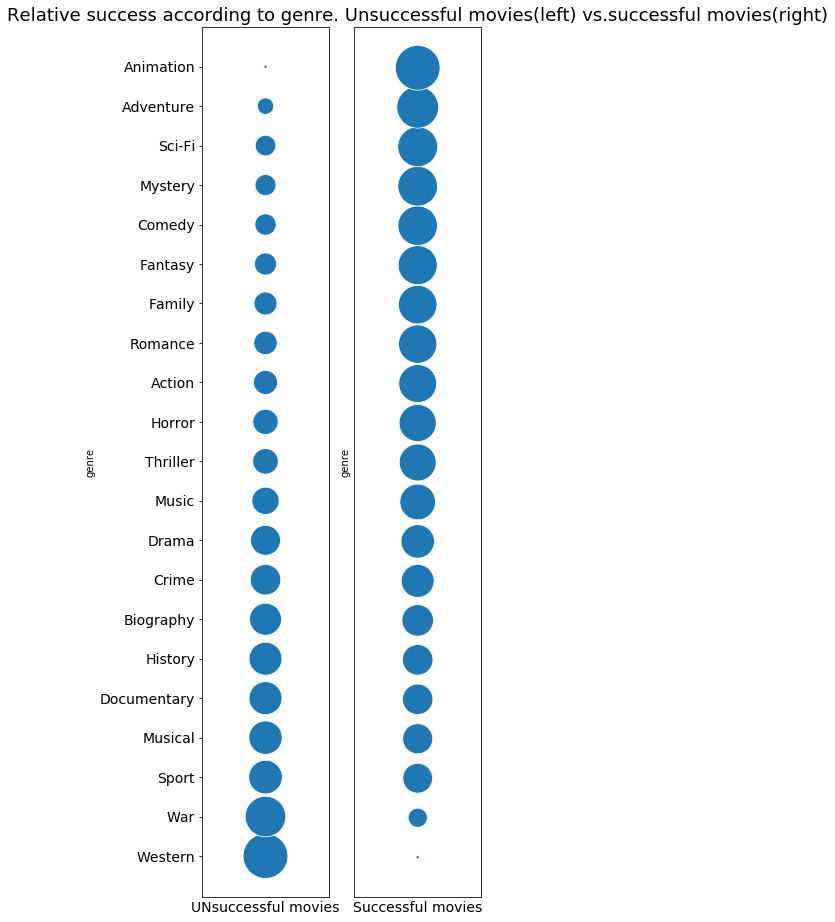 Relative success according to genre. Unsuccessful movies(left) vs.successful movies(right)
Animation
Adventure
Sci-Fi
Mystery
Comedy
Fantasy
Family
Romance
Action
Horror
Thriller
Music
Drama
Crime
Biography
History
Documentary
Musical
Sport
War
Western
genre
genre
UNsuccessful movies
Successful movies